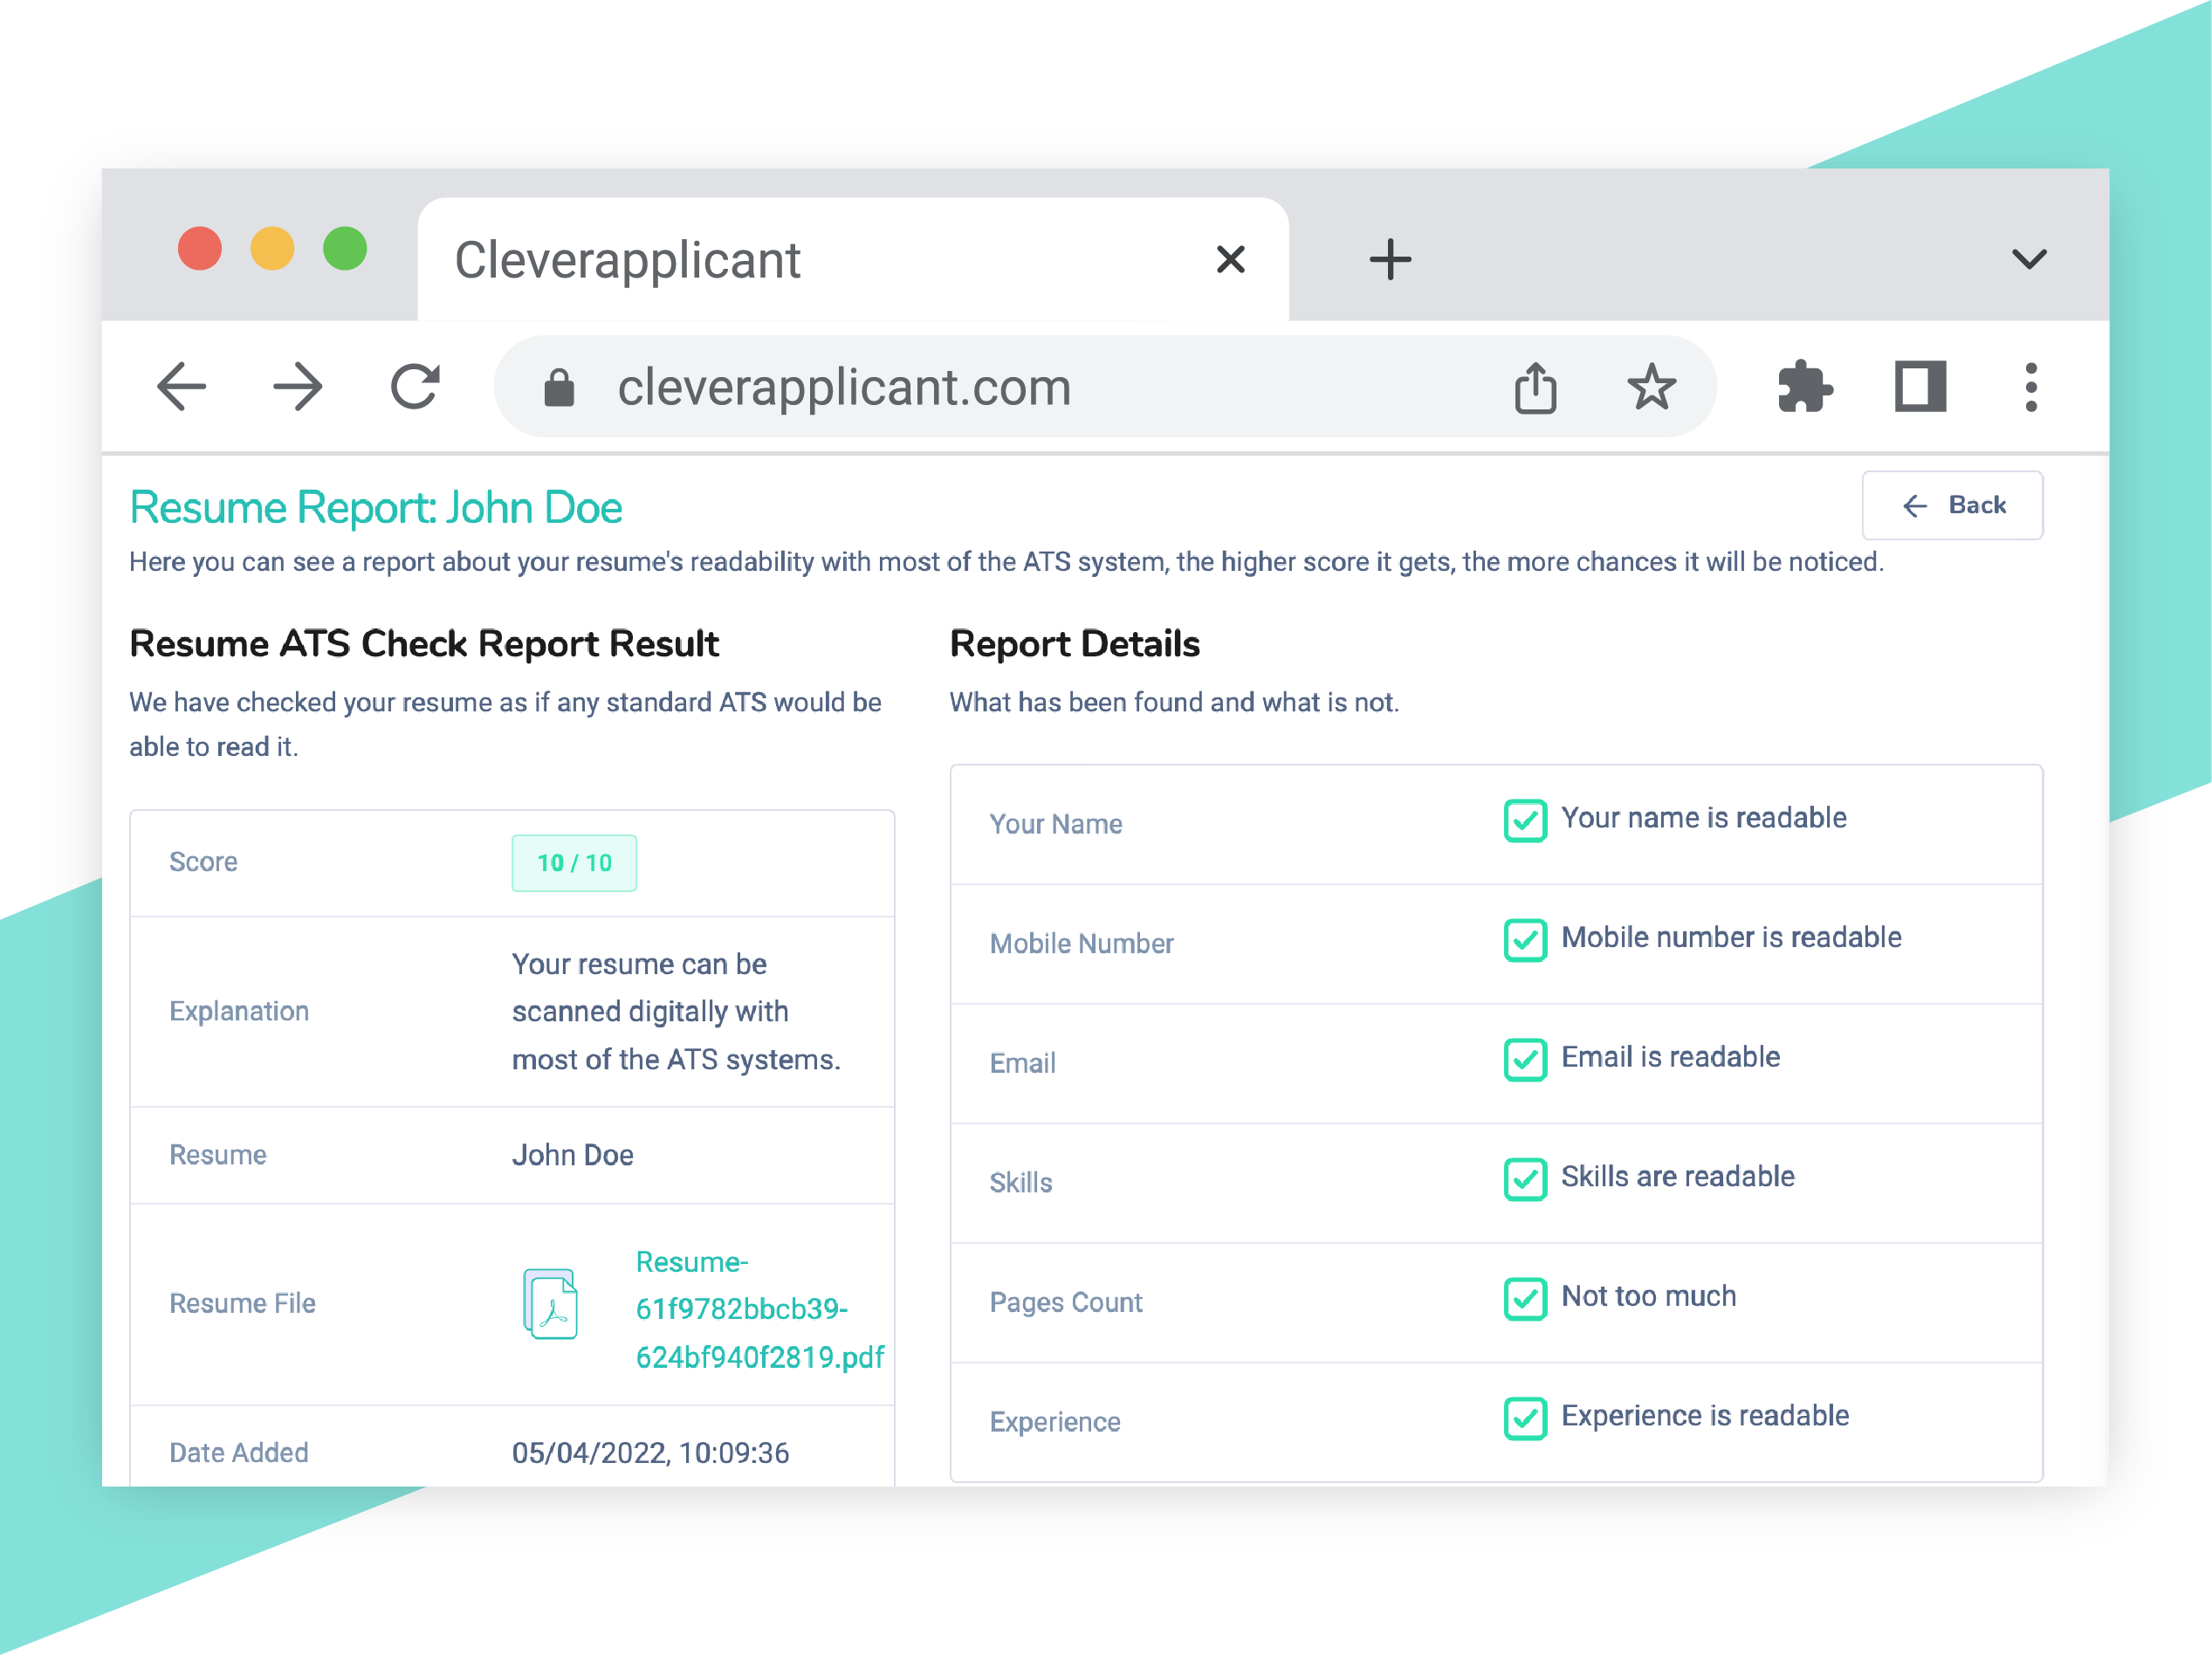 Cleverapplicant
cleverapplicant.com
Resume Report: John Doe
Back
Here you can see a report about your resume's readability with most of the ATS system, the higher score it gets, the more chances it will be noticed.
Resume ATS Check Report Result
We have checked your resume as if any standard ATS would be
able to read it.
Score
10 / 10
Explanation
Your resume can be
scanned digitally with
most of the ATS systems.
Resume
John Doe
Resume File
Resume-
61f9782bbcb39-
624bf940f2819.pdf
Date Added
05/04/2022, 10:09:36
Report Details
What has been found and what is not.
Your Name
Your name is readable
Mobile Number
Mobile number is readable
Email
Email is readable
Skills
Skills are readable
Pages Count
Not too much
Experience
Experience is readable